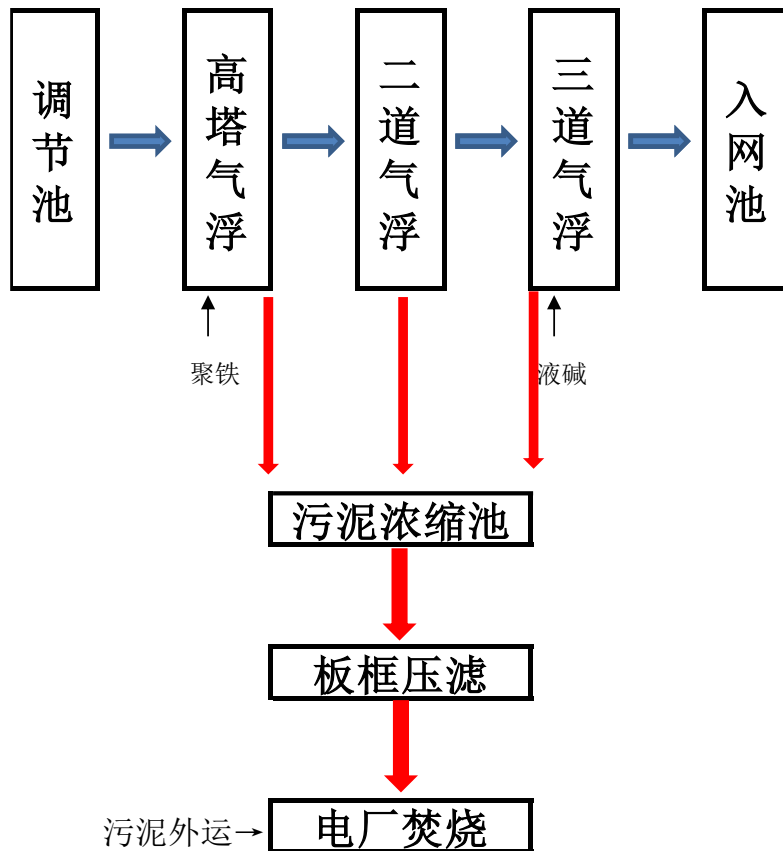 调节池
高塔气浮
二道气浮
三道气浮
入网池
聚铁
液碱
污泥浓缩池
板框压滤
污泥外运→
电厂焚烧